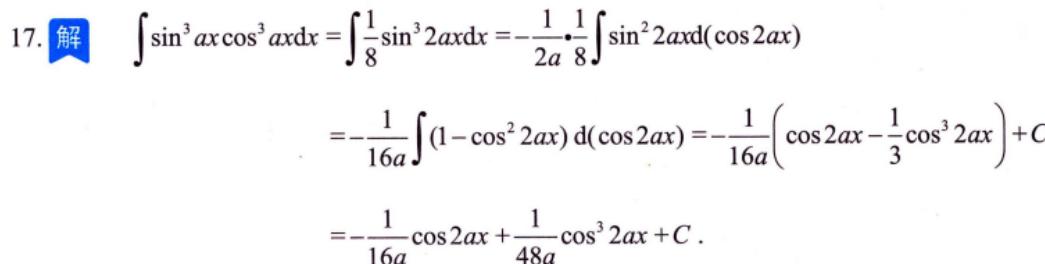 17. 解 ∫sin³axcos³axdx = ∫(1/8)sin³2axdx = −(1/2a)•(1/8)∫sin²2axd(cos2ax)
=−(1/16a)∫(1−cos²2ax)d(cos2ax)=−(1/16a)(cos2ax−(1/3)cos³2ax)+C
=−(1/16a)cos2ax+(1/48a)cos³2ax+C.